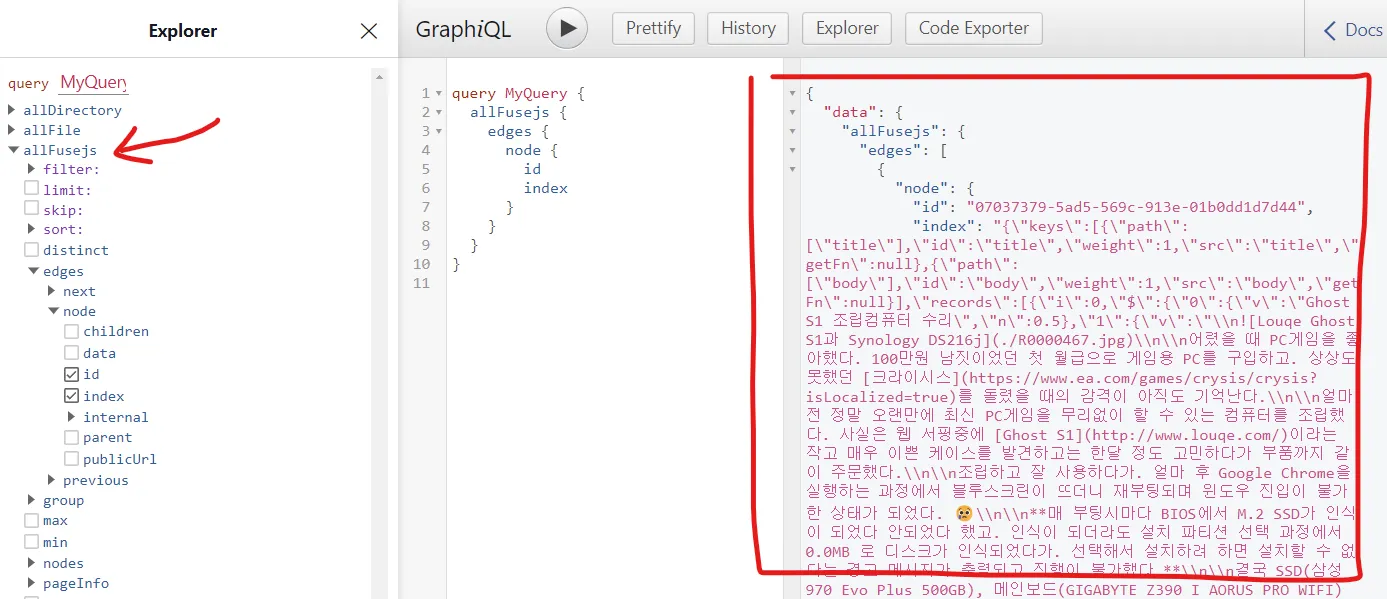 Explorer
query MyQuery
allDirectory
allFile
allFusejs
filter:
limit:
skip:
sort:
distinct
edges
next
node
children
data
id
index
internal
parent
publicUrl
previous
group
max
min
nodes
pageInfo
GraphiQL
Prettify
History
Explorer
Code Exporter
Docs
1 query MyQuery {
2 allFusejs {
3 edges {
4 node {
5 id
6 index
7 }
8 }
9 }
10 }
11
{
"data": {
"allFusejs": {
"edges": [
{
"node": {
"id": "07037379-5ad5-569c-913e-01b0dd1d7d44",
"index": "{\"keys\":[{\"path\":
[\"title\"],\"id\":\"title\",\"weight\":1,\"src\":\"title\",\"
getFn\":null},{\"path\":
[\"body\"],\"id\":\"body\",\"weight\":1,\"src\":\"body\",\"get
Fn\":null}],\"records\":[{\"i\":0,\"$\":{\"0\":{\"v\":\"Ghost
S1 조립컴퓨터 수리\",\"n\":0.5},\"1\":{\"v\":\"\\n![Louqe Ghost
S1과 Synology DS216j](./R0000467.jpg)\\n\\n어렸을 때 PC게임을 좋
아했다. 100만원 남짓이었던 첫 월급으로 게임용 PC를 구입하고. 상상도
못했던 [크라이시스](https://www.ea.com/games/crysis/crysis?
isLocalized=true)를 돌렸을 때의 감격이 아직도 기억난다.\\n\\n얼마
전 정말 오랜만에 최신 PC게임을 무리없이 할 수 있는 컴퓨터를 조립했
다. 사실은 웹 서핑중에 [Ghost S1](http://www.louqe.com/)이라는
작고 매우 이쁜 케이스를 발견하고는 한달 정도 고민하다가 부품까지 같
이 주문했다.\\n\\n조립하고 잘 사용하다가. 얼마 후 Google Chrome을
실행하는 과정에서 블루스크린이 뜨더니 재부팅되며 윈도우 진입이 불가
한 상태가 되었다. 😢\\n\\n**매 부팅시마다 BIOS에서 M.2 SSD가 인식
이 되었다 안되었다 했고. 인식이 되더라도 설치 파티션 선택 과정에서
0.0MB 로 디스크가 인식되었다가. 선택해서 설치하려 하면 설치할 수 없
다는 경고 메시지가 출력되고 진행이 불가했다.**\\n\\n결국 SSD(삼성
970 Evo Plus 500GB), 메인보드(GIGABYTE Z390 I AORUS PRO WIFI)